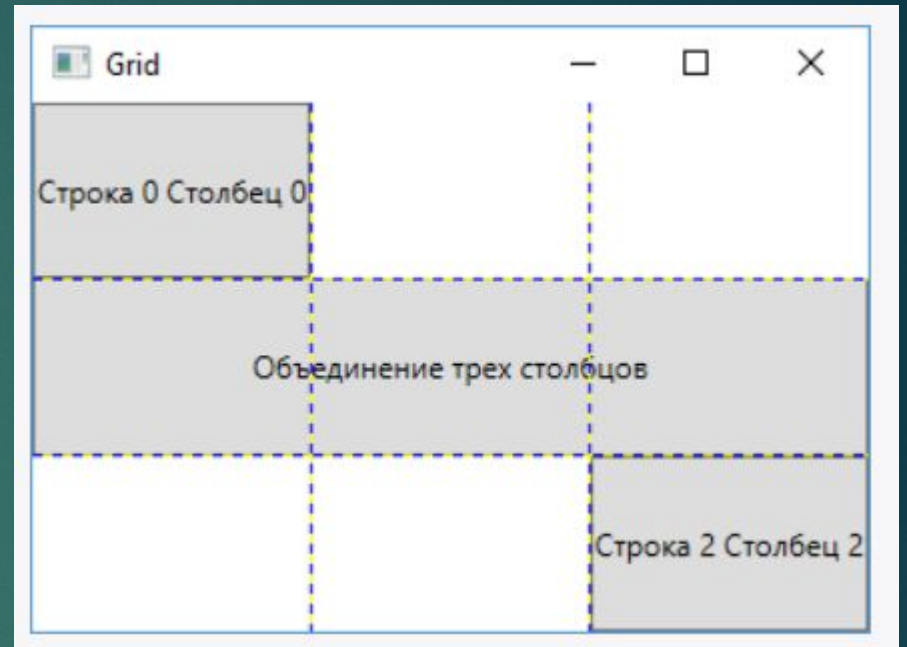 Grid
Строка 0 Столбец 0
Объединение трех столбцов
Строка 2 Столбец 2